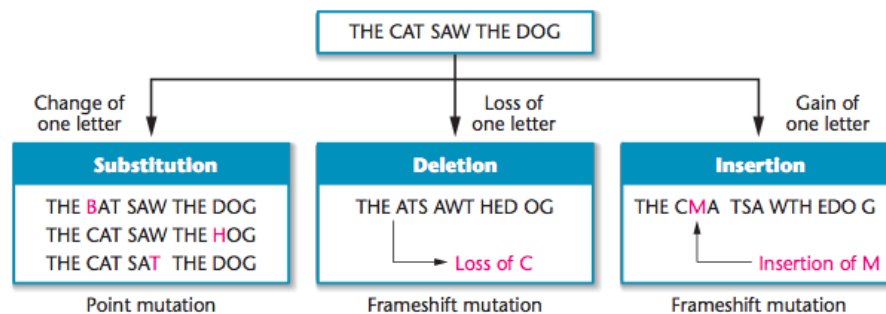 THE CAT SAW THE DOG
Change of
one letter
Loss of
one letter
Gain of
one letter
Substitution
THE BAT SAW THE DOG
THE CAT SAW THE HOG
THE CAT SAT THE DOG
Point mutation
Deletion
THE ATS AWT HED OG
Loss of C
Frameshift mutation
Insertion
THE CMA TSA WTH EDO G
Insertion of M
Frameshift mutation